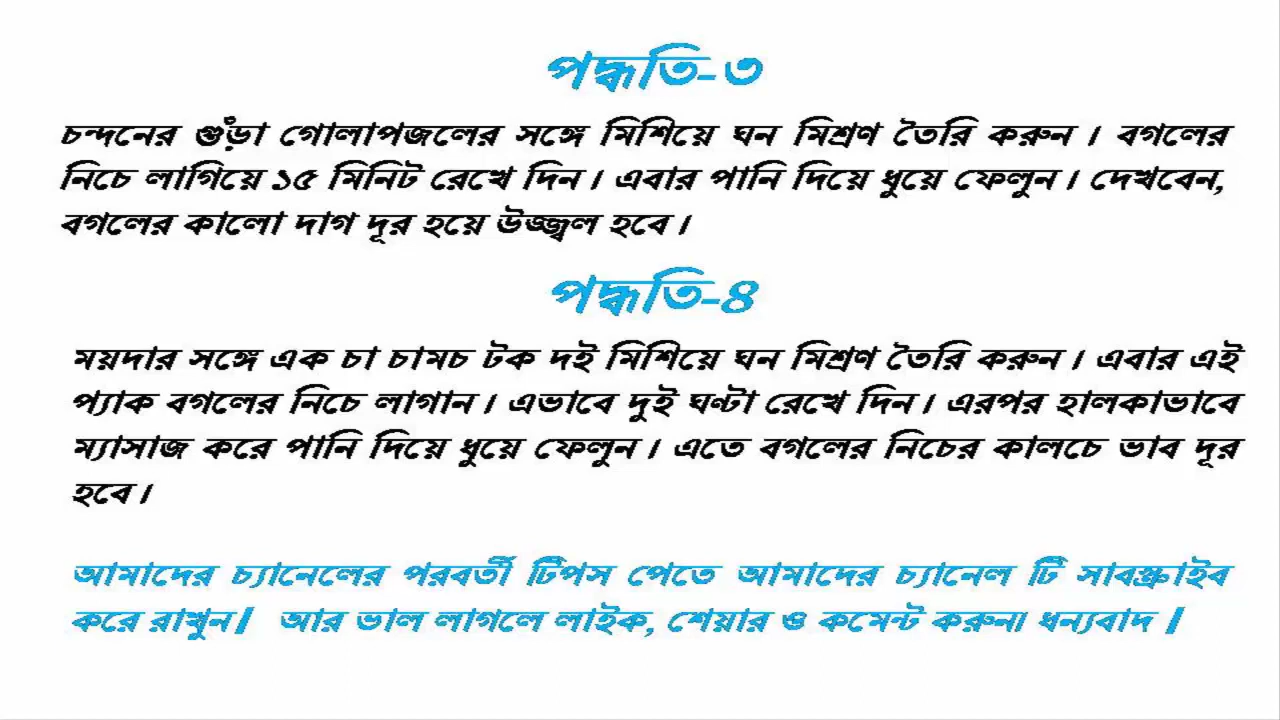 পদ্ধতি-৩
চন্দনের গুঁড়া গোলাপজলের সঙ্গে মিশিয়ে ঘন মিশ্রণ তৈরি করুন। বগলের
নিচে লাগিয়ে ১৫ মিনিট রেখে দিন। এবার পানি দিয়ে ধুয়ে ফেলুন। দেখবেন,
বগলের কালো দাগ দূর হয়ে উজ্জ্বল হবে।
পদ্ধতি-৪
ময়দার সঙ্গে এক চা চামচ টক দই মিশিয়ে ঘন মিশ্রণ তৈরি করুন। এবার এই
প্যাক বগলের নিচে লাগান। এভাবে দুই ঘণ্টা রেখে দিন। এরপর হালকাভাবে
ম্যাসাজ করে পানি দিয়ে ধুয়ে ফেলুন। এতে বগলের নিচের কালচে ভাব দূর
হবে।
আমাদের চ্যানেলের পরবর্তী টিপস পেতে আমাদের চ্যানেল টি সাবস্ক্রাইব
করে রাখুন। আর ভাল লাগলে লাইক, শেয়ার ও কমেন্ট করুন। ধন্যবাদ।